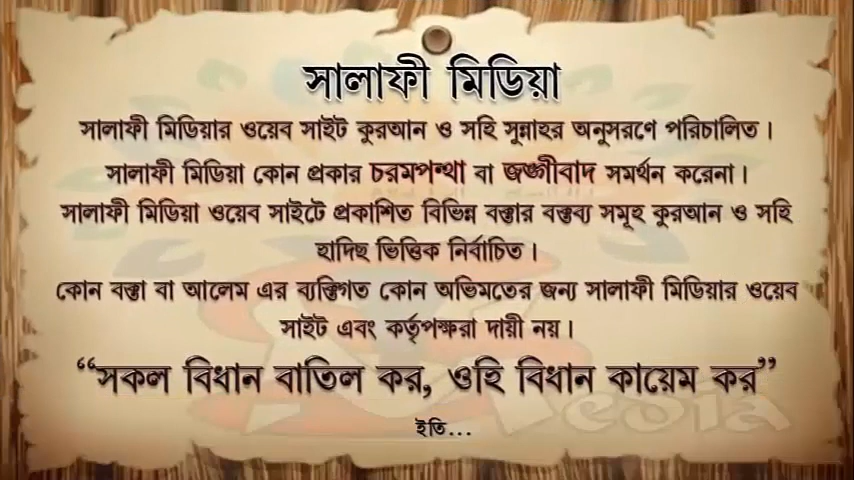 সালাফী মিডিয়া
সালাফী মিডিয়ার ওয়েব সাইট কুরআন ও সহি সুন্নাহর অনুসরণে পরিচালিত।
সালাফী মিডিয়া কোন প্রকার চরমপন্থা বা জঙ্গীবাদ সমর্থন করেনা।
সালাফী মিডিয়া ওয়েব সাইটে প্রকাশিত বিভিন্ন বক্তার বক্তব্য সমূহ কুরআন ও সহি
হাদিছ ভিত্তিক নির্বাচিত।
কোন বক্তা বা আলেম এর ব্যক্তিগত কোন অভিমতের জন্য সালাফী মিডিয়ার ওয়েব
সাইট এবং কর্তৃপক্ষরা দায়ী নয়।
“সকল বিধান বাতিল কর, ওহি বিধান কায়েম কর”
Media
ইতি...